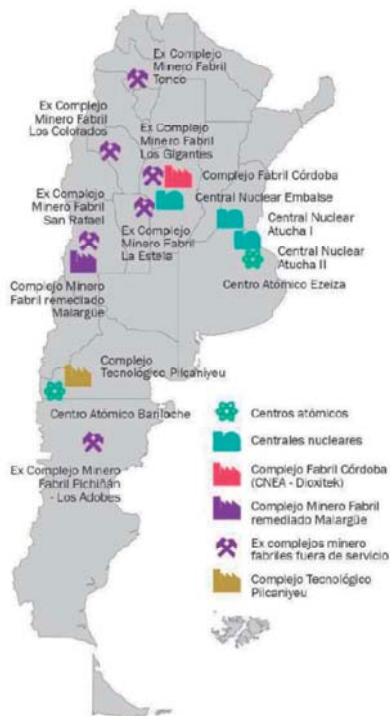 Ex Complejo
Minero Fabril
Tonco
Ex Complejo
Minero Fabril
Los Colorados
Ex Complejo
Minero Fabril
Los Gigantes
Complejo Fabril Córdoba
Central Nuclear Embalse
Ex Complejo
Minero Fabril
San Rafael
Ex Complejo
Minero Fabril
La Estela
Central Nuclear
Atucha I
Central Nuclear
Atucha II
Centro Atómico Ezeiza
Complejo Minero
Fabril remediado
Malargüe
Complejo
Tecnológico Pilcaniyeu
Centro Atómico Bariloche
Ex Complejo Minero
Fabril Pichiñán
- Los Adobes
Centros atómicos
Centrales nucleares
Complejo Fabril Córdoba
(CNEA - Dioxitek)
Complejo Minero Fabril
remediado Malargüe
Ex complejos minero
fabriles fuera de servicio
Complejo Tecnológico
Pilcaniyeu